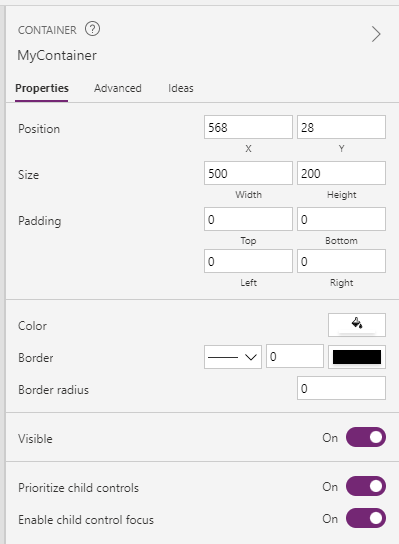 CONTAINER ?
MyContainer
Properties Advanced Ideas
Position 568 28
X Y
Size 500 200
Width Height
Padding 0 0
Top Bottom
0 0
Left Right
Color
Border 0
Border radius 0
Visible On
Prioritize child controls On
Enable child control focus On